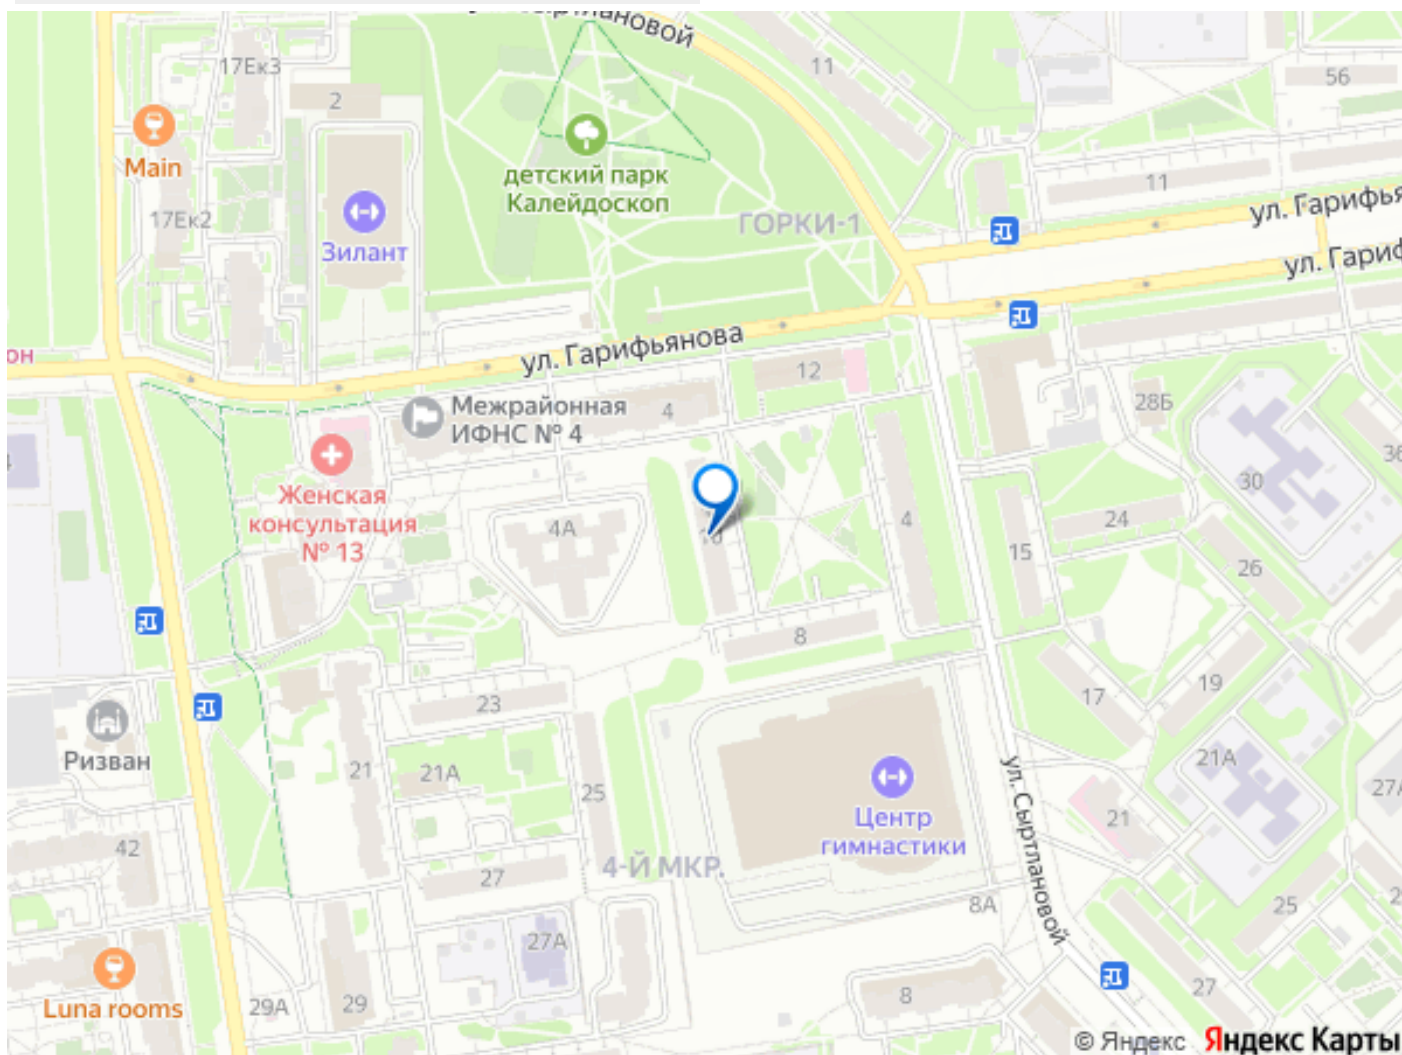 17Ек3
2
11
56
Main
детский парк
Калейдоскоп
11
17Ек2
Зилант
ГОРКИ-1
ул. Гарифья
ул. Гариф
ул. Гарифьянова
он
12
Межрайонная
ИФНС № 4
4
28Б
Женская
консультация
№ 13
4А
4
30
24
15
26
8
23
17
19
Ризван
21
21А
25
21А
27А
Центр
гимнастики
21
ул. Сыртлановой
42
4-Й МКР.
27
8А
25
27А
Luna rooms
29А
29
8
27
© Яндекс Яндекс Карты